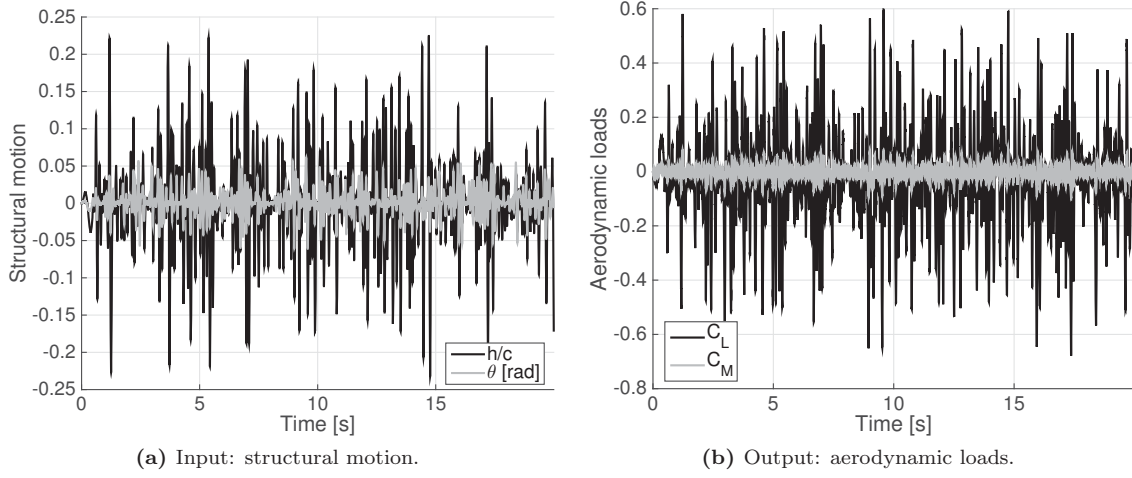 0.25
0.2
0.15
0.1
0.05
0
-0.05
-0.1
-0.15
-0.2
-0.25
Structural motion
h/c
θ [rad]
0 5 10 15
Time [s]
(a) Input: structural motion.
0.6
0.4
0.2
0
-0.2
-0.4
-0.6
-0.8
Aerodynamic loads
C_L
C_M
0 5 10 15
Time [s]
(b) Output: aerodynamic loads.